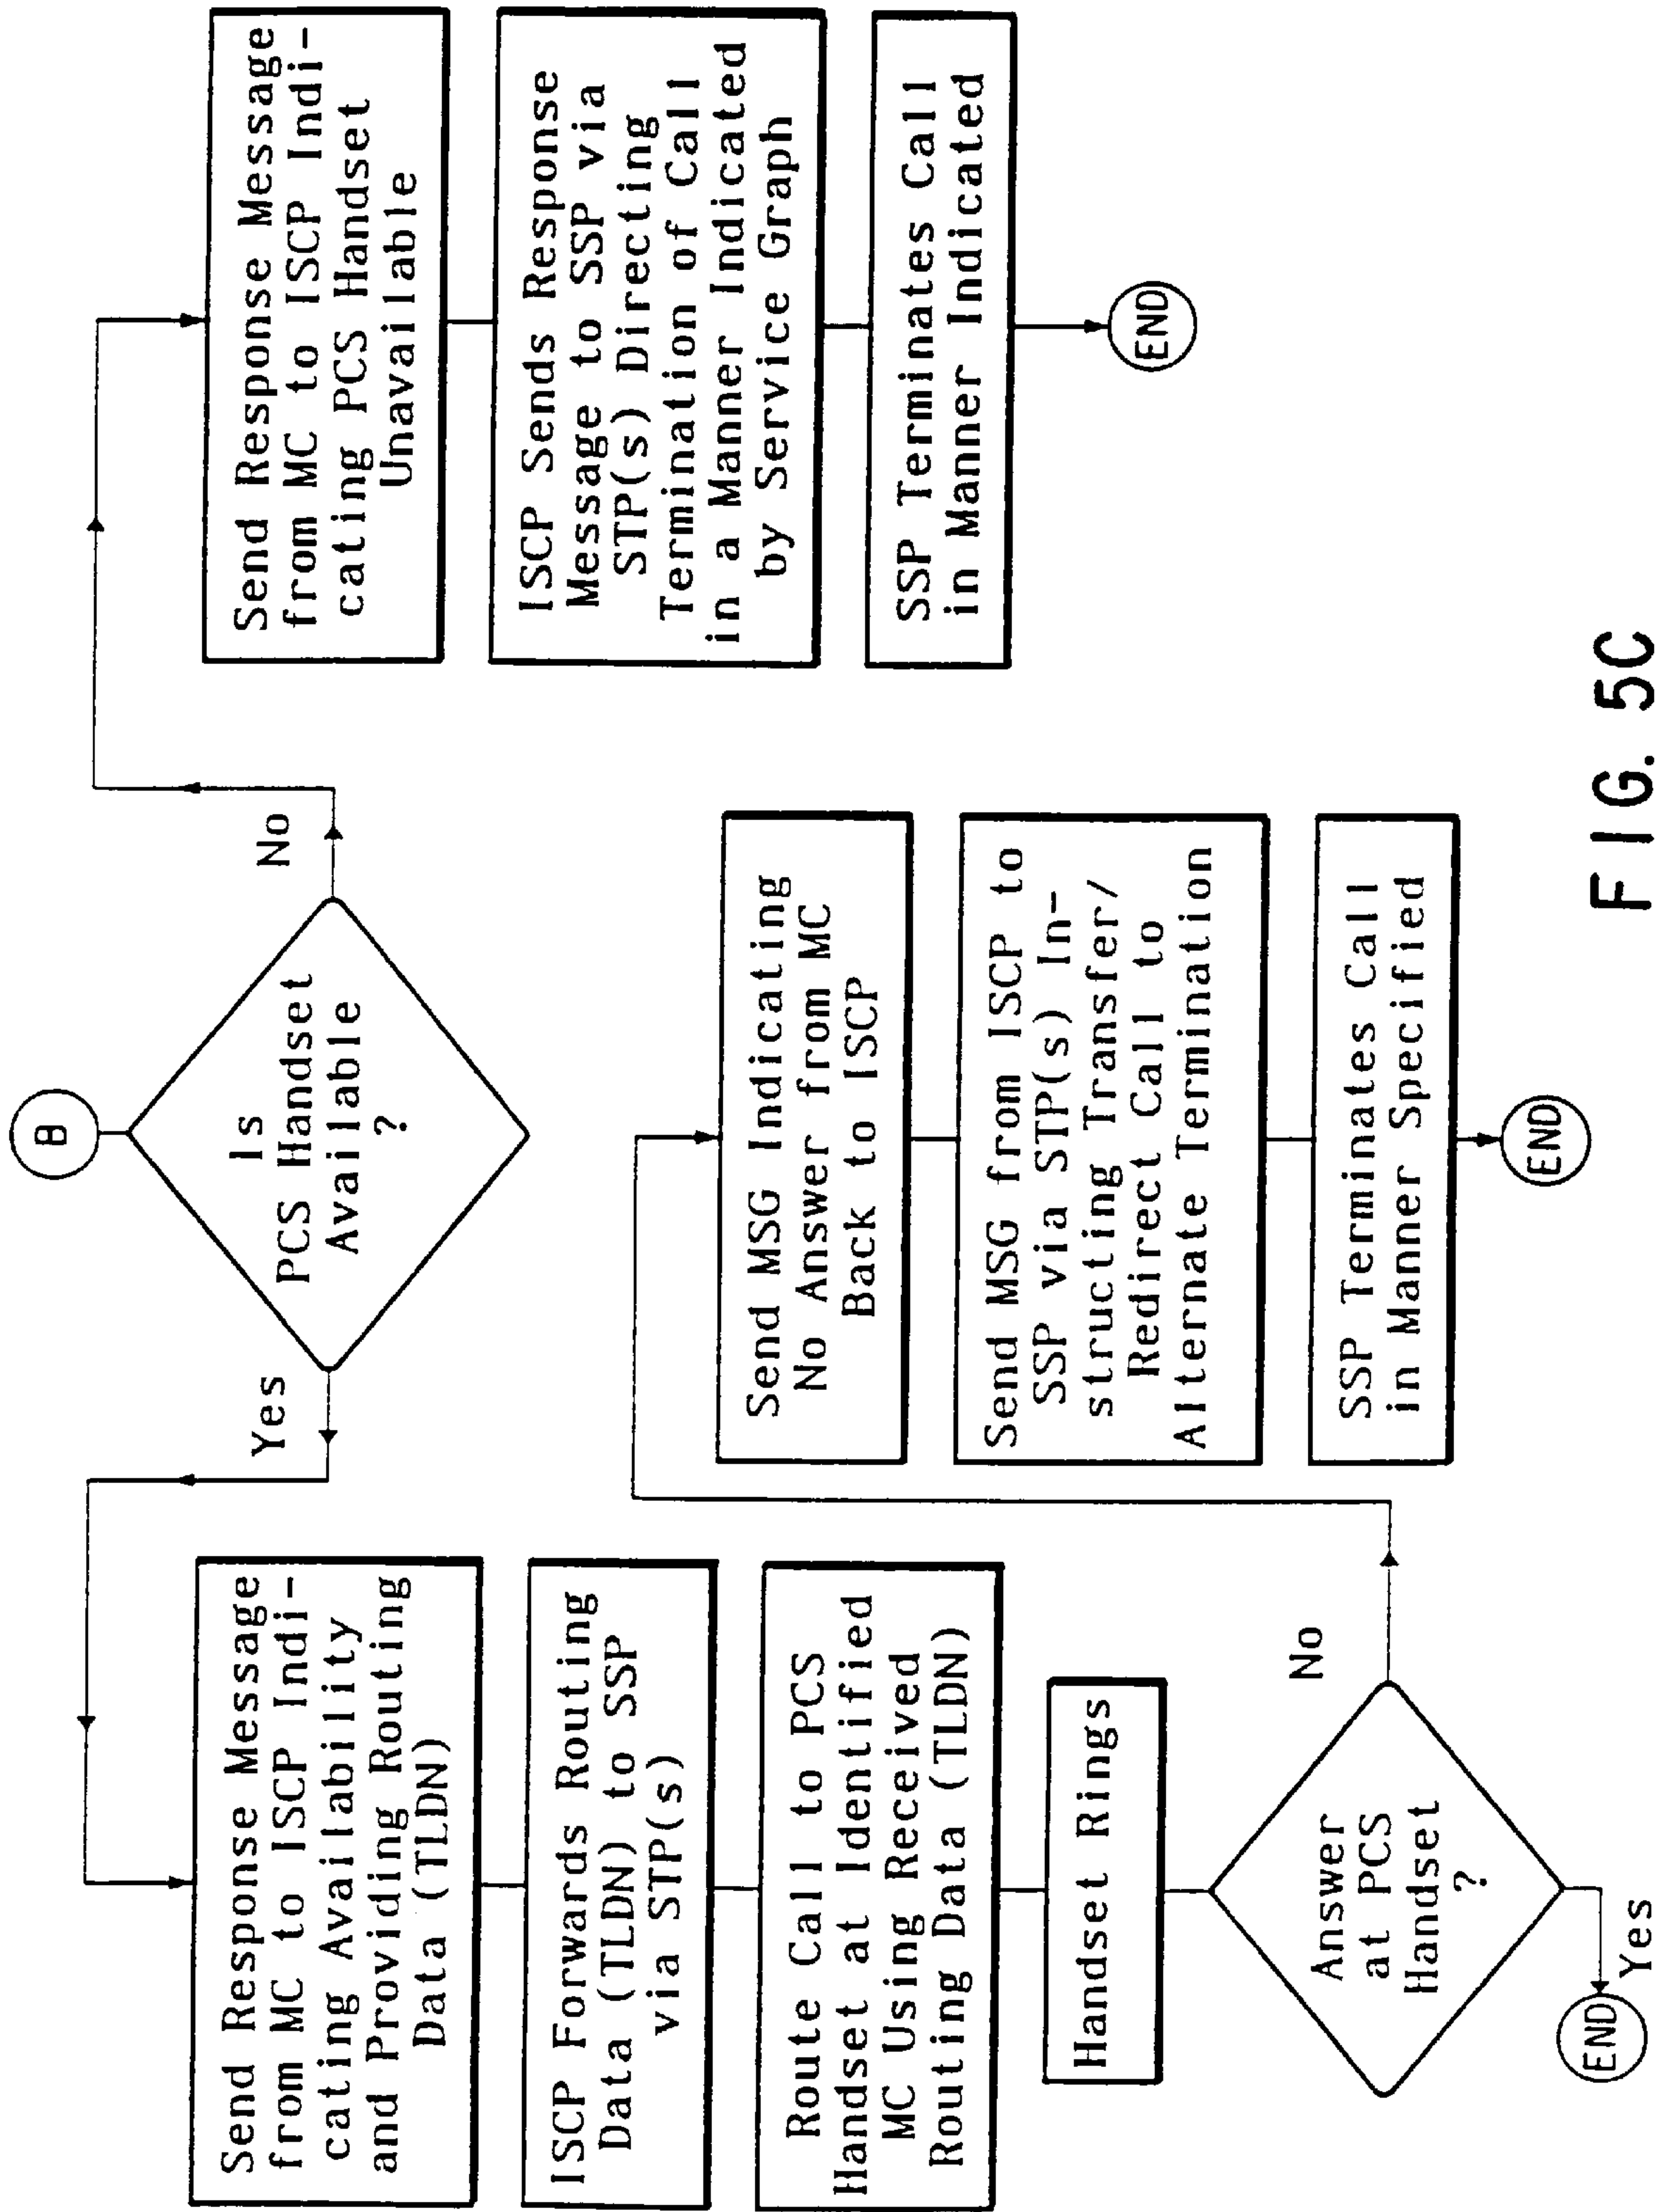 B
Is
PCS Handset
Available
?
Yes
No
Send Response Message
from MC to ISCP Indi-
cating Availability
and Providing Routing
Data (TLDN)
ISCP Forwards Routing
Data (TLDN) to SSP
via STP(s)
Route Call to PCS
Handset at Identified
MC Using Received
Routing Data (TLDN)
Handset Rings
Answer
at PCS
Handset
?
No
Yes
END
Send MSG Indicating
No Answer from MC
Back to ISCP
Send MSG from ISCP to
SSP via STP(s) In-
structing Transfer/
Redirect Call to
Alternate Termination
SSP Terminates Call
in Manner Specified
END
Send Response Message
from MC to ISCP Indi-
cating PCS Handset
Unavailable
ISCP Sends Response
Message to SSP via
STP(s) Directing
Termination of Call
in a Manner Indicated
by Service Graph
SSP Terminates Call
in Manner Indicated
END
FIG. 5C